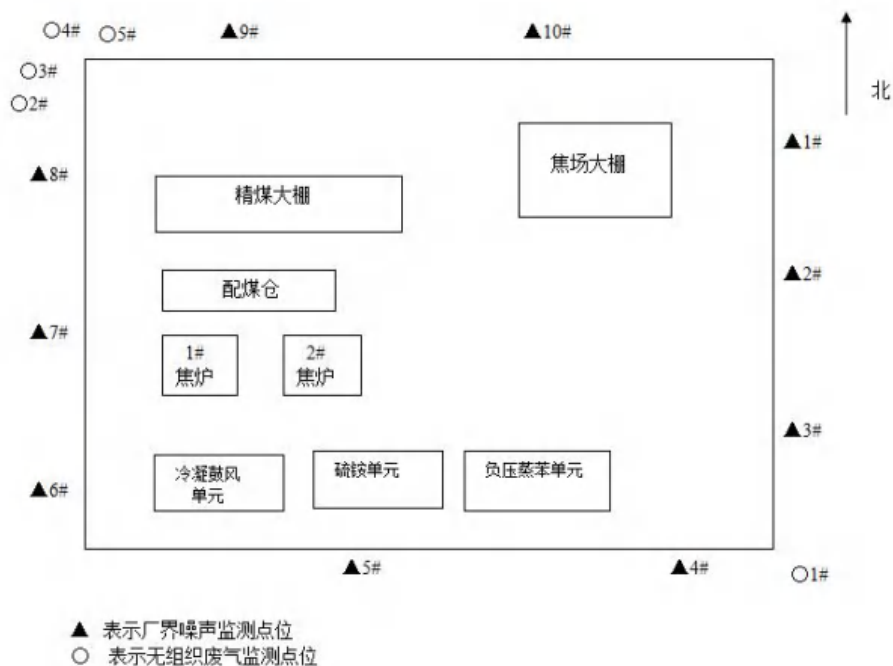 ○4# ○5# ▲9# ▲10#
○3#
○2#
北
▲1#
焦场大棚
▲8#
精煤大棚
▲2#
配煤仓
▲7#
1#
焦炉
2#
焦炉
▲3#
冷凝鼓风
单元
硫铵单元
负压蒸苯单元
▲6#
▲5#
▲4#
○1#
▲ 表示厂界噪声监测点位
○ 表示无组织废气监测点位